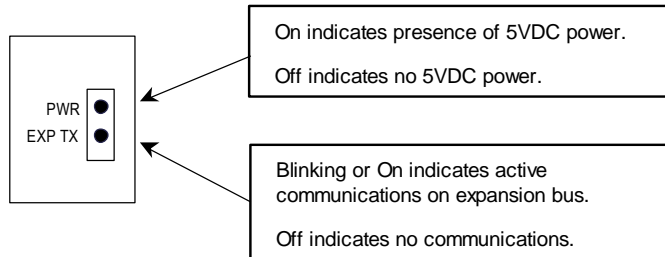 On indicates presence of 5VDC power.
Off indicates no 5VDC power.
PWR
EXP TX
Blinking or On indicates active
communications on expansion bus.
Off indicates no communications.